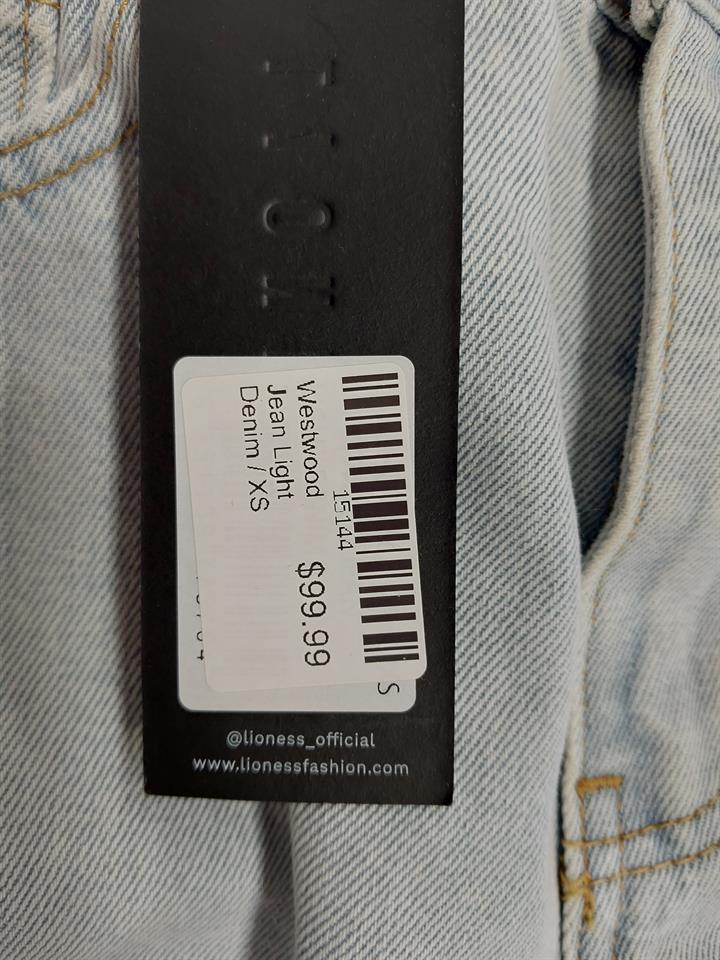 15144
Westwood $99.99
Jean Light
Denim / XS
S
@lioness_official
www.lionessfashion.com